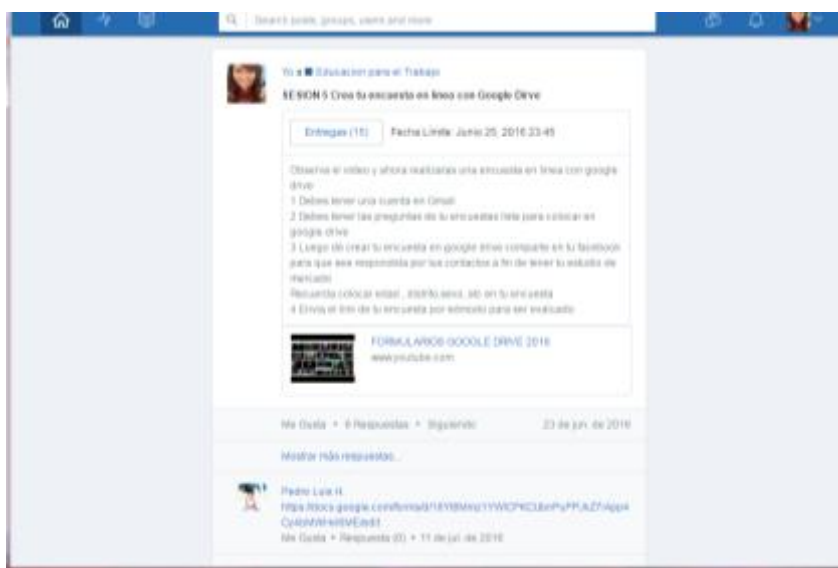 Search posts, groups, users and more
Yo a Educacion para el Trabajo
SESION 5 Crea tu encuesta en linea con Google Dirve
Entregas (15) Fecha Límite: Junio 25, 2016 23:45
Observa el video y ahora realizaras una encuesta en linea con google
drive
1 Debes tener una cuenta en Gmail
2 Debes tener las preguntas de tu encuestas lista para colocar en
google drive
3 Luego de crear tu encuesta en google drive comparte en tu facebook
para que sea respondida por tus contactos a fin de tener tu estudio de
mercado
Recuerda colocar edad , distrito, sexo, etc en tu encuesta
4 Envia el link de tu encuesta por edmodo para ser evaluado
FORMULARIOS GOOGLE DRIVE 2016
www.youtube.com
Me Gusta • 6 Respuestas • Siguiendo 23 de jun. de 2016
Mostrar más respuestas...
Pedro Luis H.
Me Gusta • Respuesta (0) • 11 de jul. de 2016